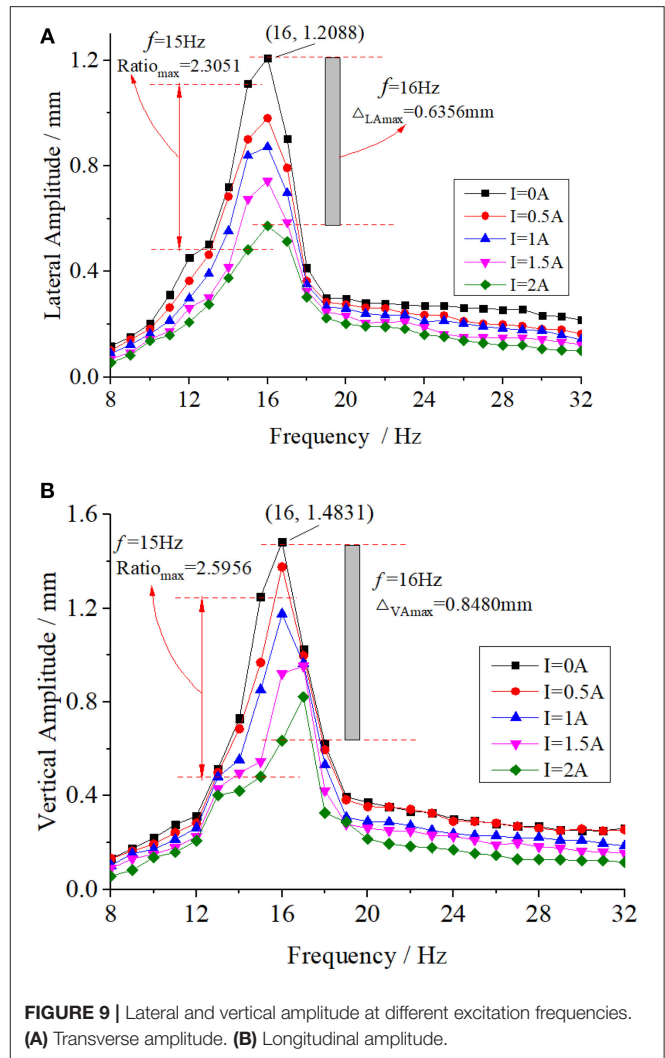 A
f=15Hz
Ratio_max=2.3051
(16, 1.2088)
f=16Hz
△_LAmax=0.6356mm
I=0A
I=0.5A
I=1A
I=1.5A
I=2A
Lateral Amplitude / mm
1.2
0.8
0.4
0.0
8 12 16 20 24 28 32
Frequency / Hz
B
f=15Hz
Ratio_max=2.5956
(16, 1.4831)
f=16Hz
△_VAmax=0.8480mm
I=0A
I=0.5A
I=1A
I=1.5A
I=2A
Vertical Amplitude / mm
1.6
1.2
0.8
0.4
0.0
8 12 16 20 24 28 32
Frequency / Hz
FIGURE 9 | Lateral and vertical amplitude at different excitation frequencies.
(A) Transverse amplitude. (B) Longitudinal amplitude.